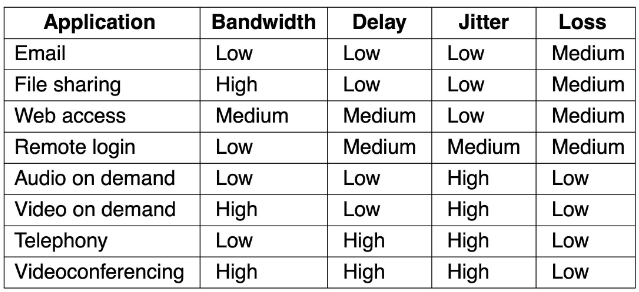 Application Bandwidth Delay Jitter Loss
Email Low Low Low Medium
File sharing High Low Low Medium
Web access Medium Medium Low Medium
Remote login Low Medium Medium Medium
Audio on demand Low Low High Low
Video on demand High Low High Low
Telephony Low High High Low
Videoconferencing High High High Low